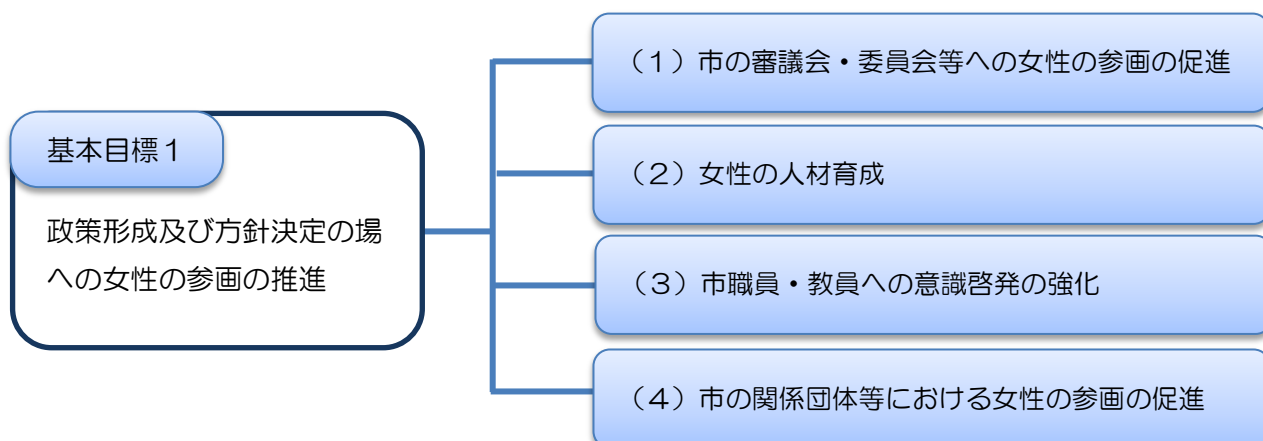 基本目標1
政策形成及び方針決定の場
への女性の参画の推進
（1）市の審議会・委員会等への女性の参画の促進
（2）女性の人材育成
（3）市職員・教員への意識啓発の強化
（4）市の関係団体等における女性の参画の促進